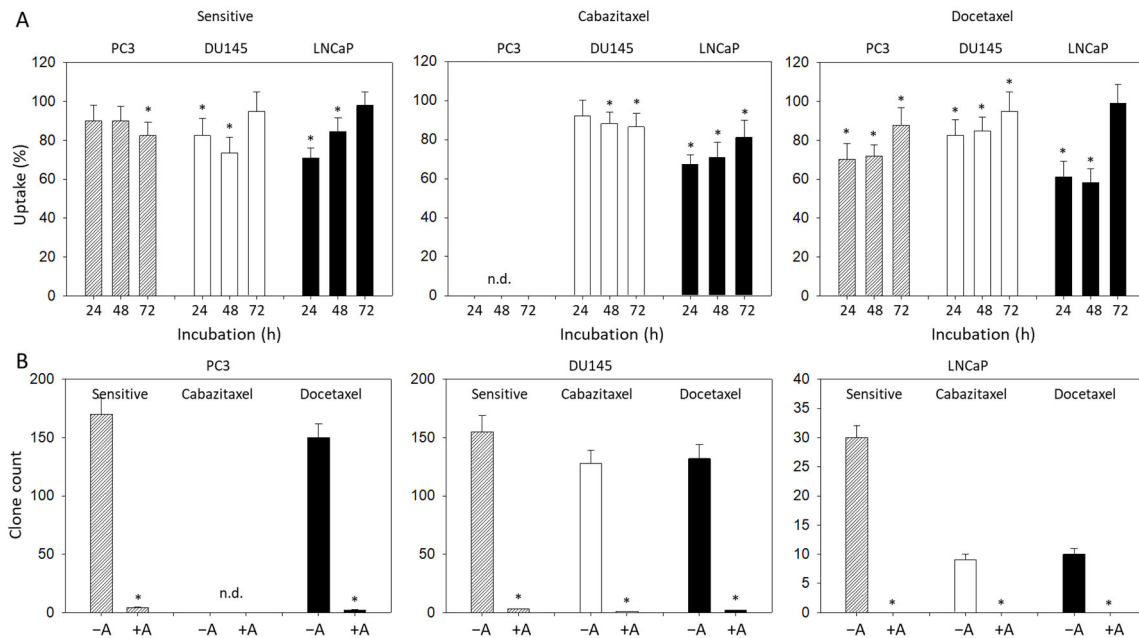 A
Sensitive
Cabazitaxel
Docetaxel
PC3 DU145 LNCaP
PC3 DU145 LNCaP
PC3 DU145 LNCaP
Uptake (%)
120
100
80
60
40
20
0
* * * * *
24 48 72 24 48 72 24 48 72
Incubation (h)
120
100
80
60
40
20
0
n.d.
* * * * *
24 48 72 24 48 72 24 48 72
Incubation (h)
120
100
80
60
40
20
0
* * * * * * * *
24 48 72 24 48 72 24 48 72
Incubation (h)
B
PC3
Clone count
200
150
100
50
0
Sensitive Cabazitaxel Docetaxel
* n.d. *
−A +A −A +A −A +A
DU145
200
150
100
50
0
Sensitive Cabazitaxel Docetaxel
* * *
−A +A −A +A −A +A
LNCaP
40
35
30
25
20
15
10
5
0
Sensitive Cabazitaxel Docetaxel
* * *
−A +A −A +A −A +A